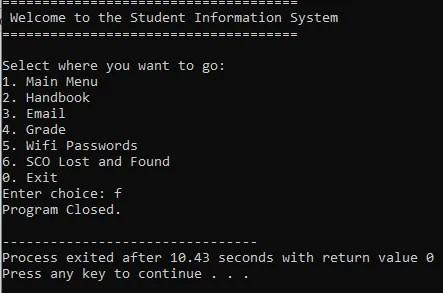 =====================================
Welcome to the Student Information System
=====================================
Select where you want to go:
1. Main Menu
2. Handbook
3. Email
4. Grade
5. Wifi Passwords
6. SCO Lost and Found
0. Exit
Enter choice: f
Program Closed.
--------------------------------
Process exited after 10.43 seconds with return value 0
Press any key to continue . . .